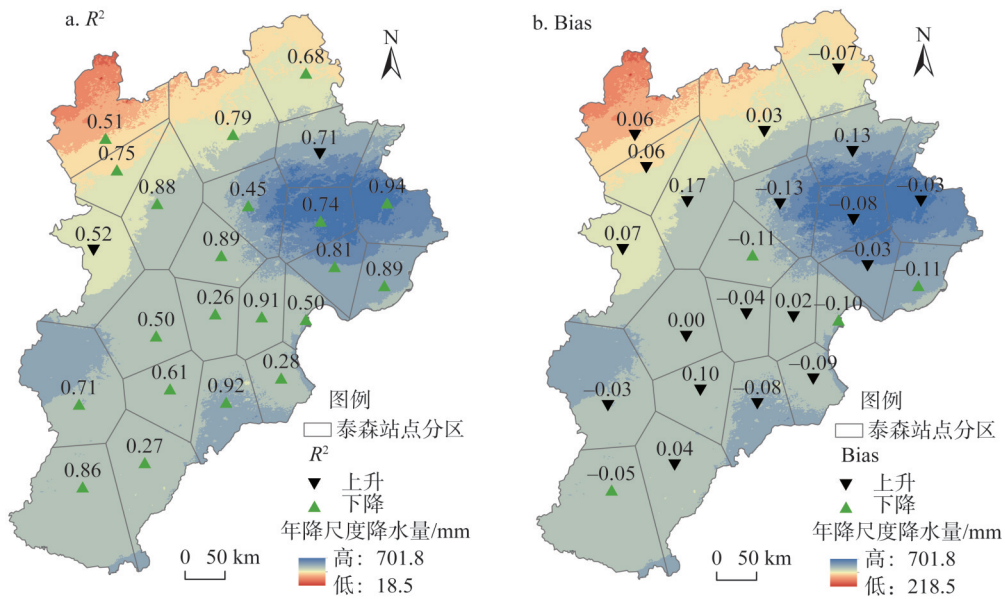 a. R²
N
0.68
0.51
0.79
0.75
0.71
0.88
0.45
0.94
0.74
0.52
0.89
0.81
0.89
0.26
0.91
0.50
0.50
0.28
0.61
0.92
0.71
0.27
0.86
图例
泰森站点分区
R²
上升
下降
年降尺度降水量/mm
高: 701.8
低: 18.5
0 50 km
b. Bias
N
−0.07
0.06
0.03
0.06
0.13
0.17
−0.13
−0.03
−0.08
0.07
−0.11
−0.03
−0.11
−0.04
0.02
−0.10
0.00
−0.09
0.10
−0.08
−0.03
0.04
−0.05
图例
泰森站点分区
Bias
上升
下降
年降尺度降水量/mm
高: 701.8
低: 218.5
0 50 km